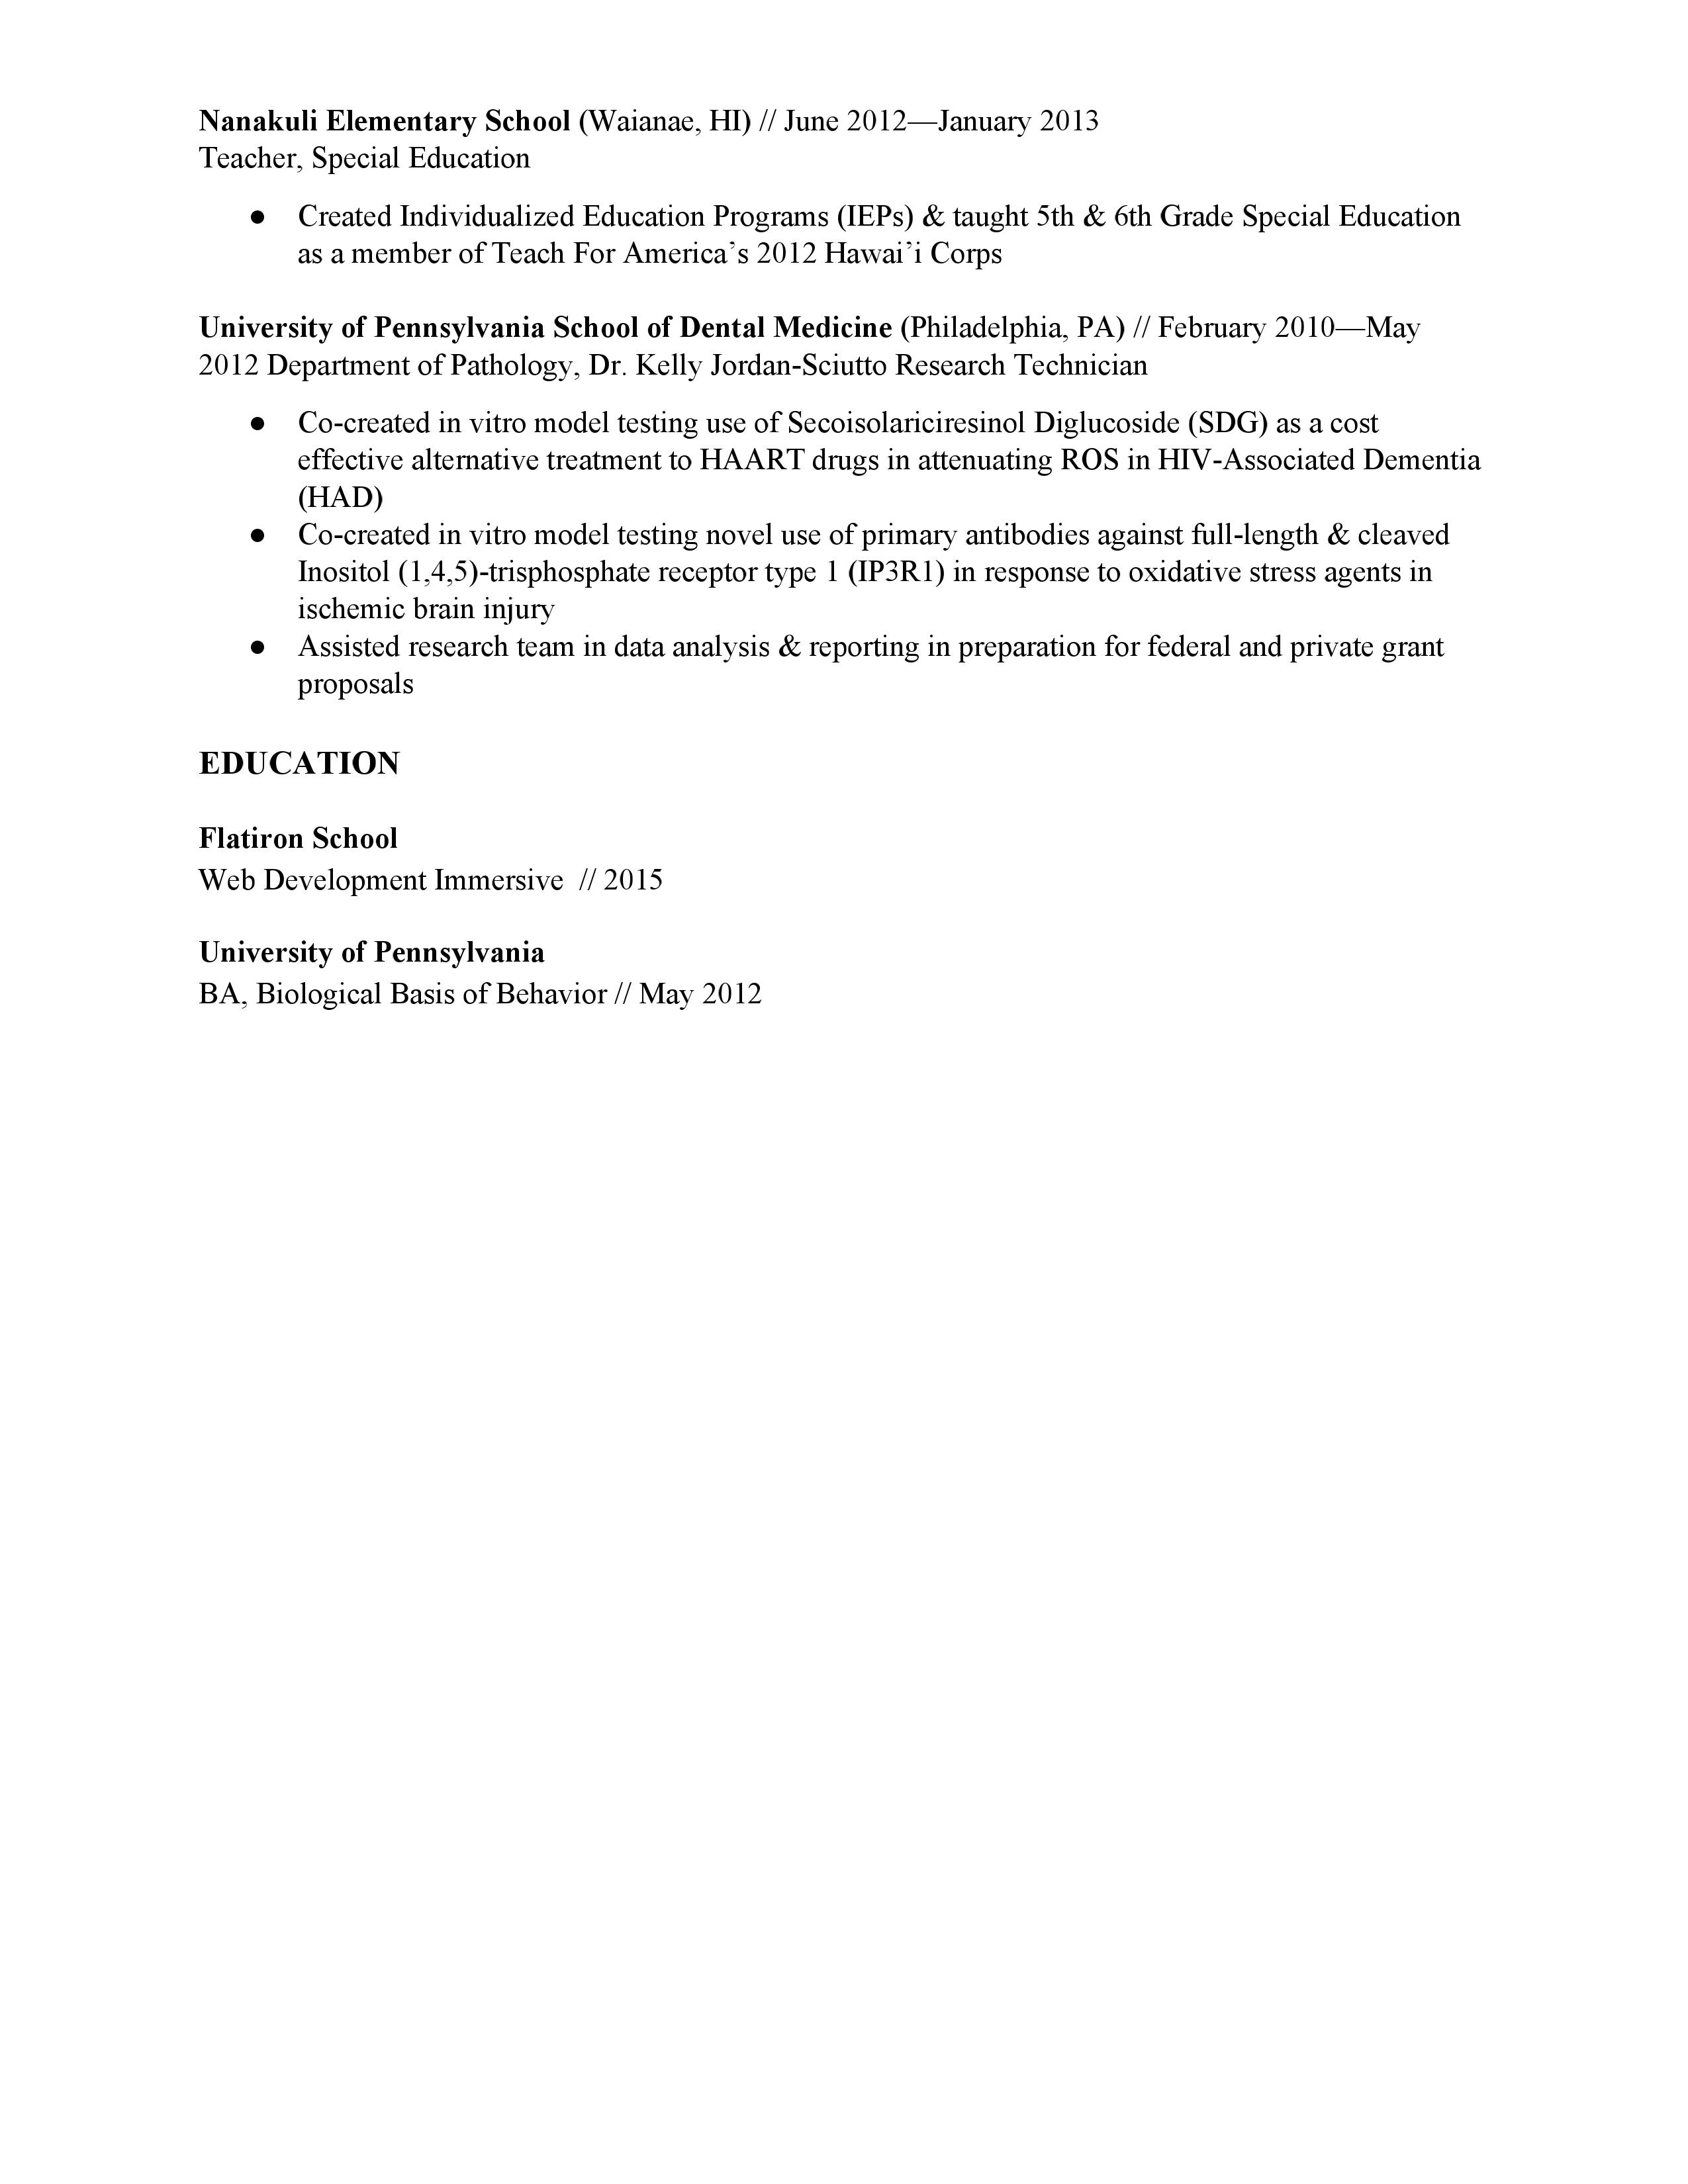 Nanakuli Elementary School (Waianae, HI) // June 2012—January 2013
Teacher, Special Education
● Created Individualized Education Programs (IEPs) & taught 5th & 6th Grade Special Education
as a member of Teach For America’s 2012 Hawai’i Corps
University of Pennsylvania School of Dental Medicine (Philadelphia, PA) // February 2010—May
2012 Department of Pathology, Dr. Kelly Jordan-Sciutto Research Technician
● Co-created in vitro model testing use of Secoisolariciresinol Diglucoside (SDG) as a cost
effective alternative treatment to HAART drugs in attenuating ROS in HIV-Associated Dementia
(HAD)
● Co-created in vitro model testing novel use of primary antibodies against full-length & cleaved
Inositol (1,4,5)-trisphosphate receptor type 1 (IP3R1) in response to oxidative stress agents in
ischemic brain injury
● Assisted research team in data analysis & reporting in preparation for federal and private grant
proposals
EDUCATION
Flatiron School
Web Development Immersive  // 2015
University of Pennsylvania
BA, Biological Basis of Behavior // May 2012